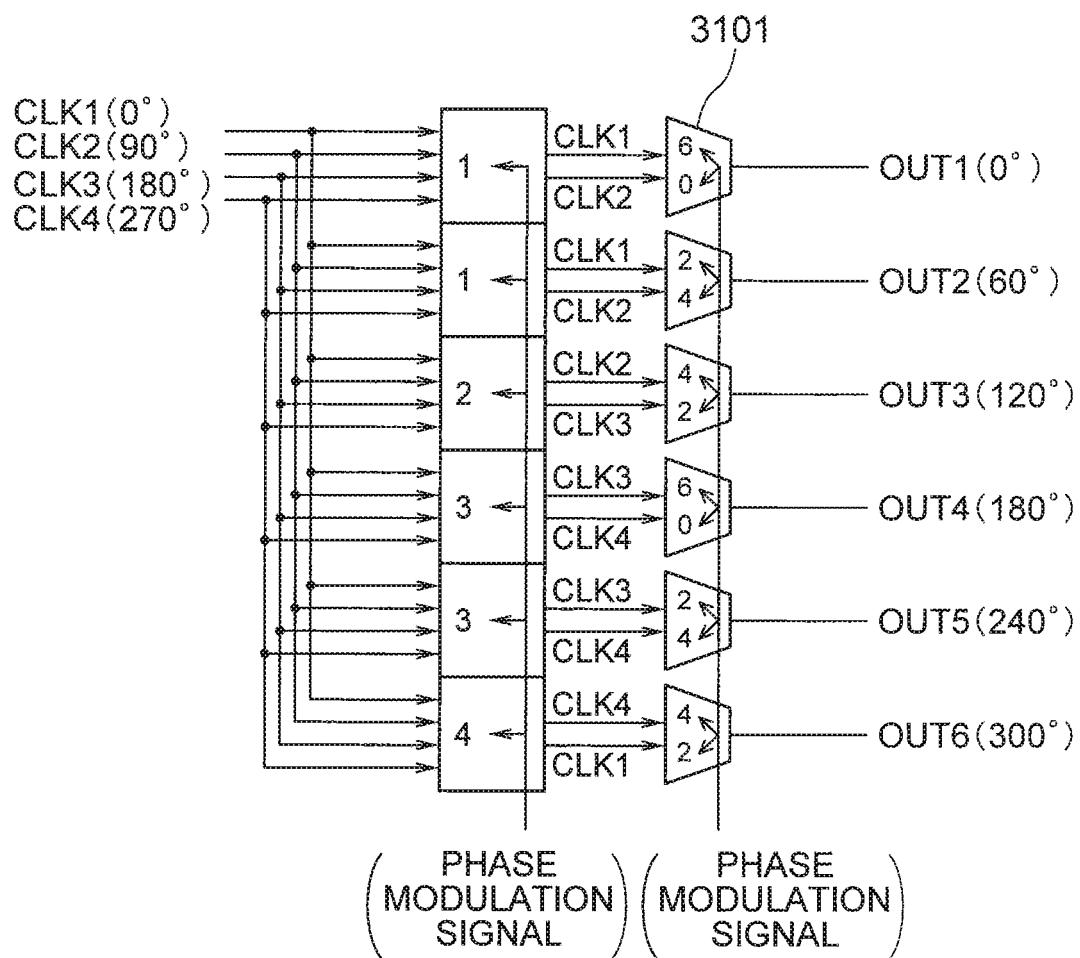 3101
CLK1(0°)
CLK2(90°)
CLK3(180°)
CLK4(270°)
1
CLK1
CLK2
6
0
OUT1(0°)
1
CLK1
CLK2
2
4
OUT2(60°)
2
CLK2
CLK3
4
2
OUT3(120°)
3
CLK3
CLK4
6
0
OUT4(180°)
3
CLK3
CLK4
2
4
OUT5(240°)
4
CLK4
CLK1
4
2
OUT6(300°)
(PHASE
MODULATION
SIGNAL)
(PHASE
MODULATION
SIGNAL)